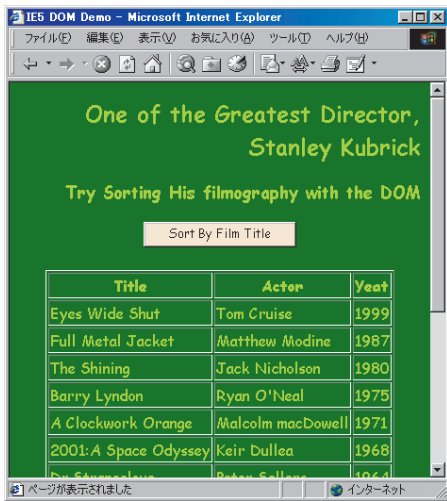 IE5 DOM Demo - Microsoft Internet Explorer
ファイル(F) 編集(E) 表示(V) お気に入り(A) ツール(T) ヘルプ(H)
One of the Greatest Director,
Stanley Kubrick
Try Sorting His filmography with the DOM
Sort By Film Title
Title Actor Yeat
Eyes Wide Shut Tom Cruise 1999
Full Metal Jacket Matthew Modine 1987
The Shining Jack Nicholson 1980
Barry Lyndon Ryan O'Neal 1975
A Clockwork Orange Malcolm macDowell 1971
2001:A Space Odyssey Keir Dullea 1968
Dr Strangelove Peter Sellers 1964
ページが表示されました インターネット